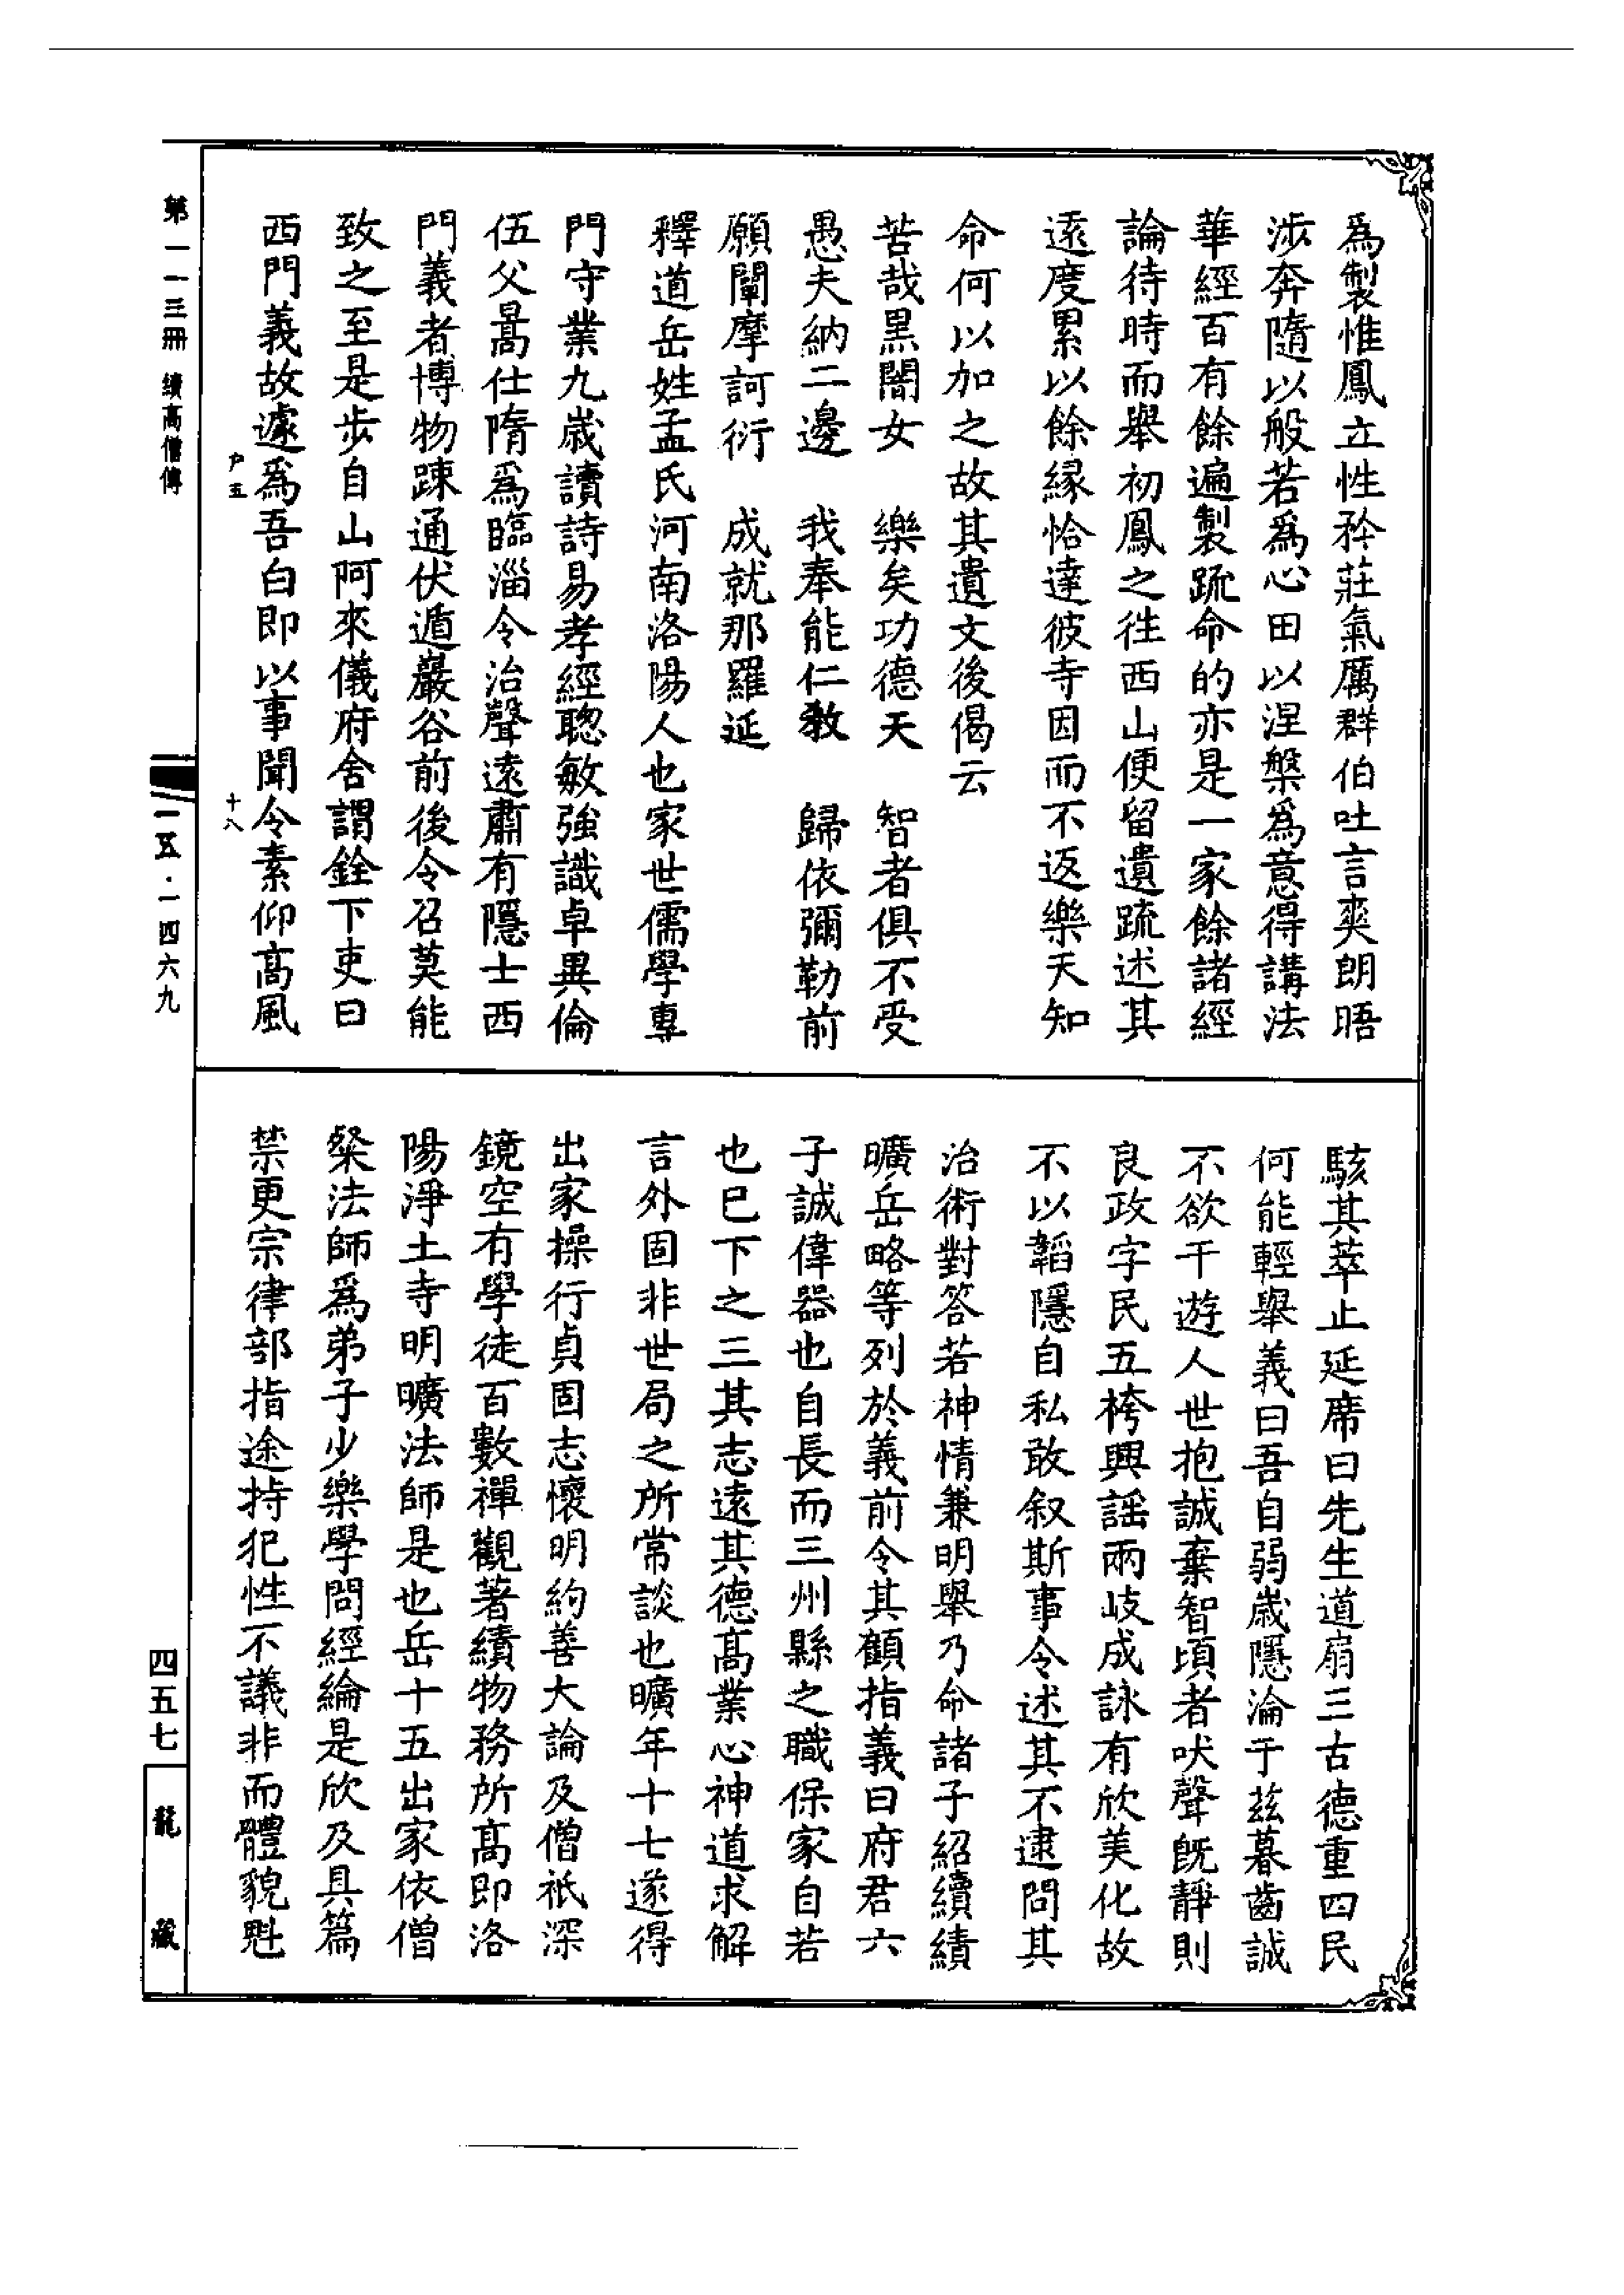 爲製惟鳳立性矜莊氣厲群伯吐言爽朗晤
涉奔隨以般若爲心田以涅槃爲意得講法
華經百有餘遍製䟽命的亦是一家餘諸經
論待時而舉初鳳之往西山便留遺䟽述其
遠度累以餘緣恰達彼寺因而不返樂天知
命何以加之故其遺文後偈云
苦哉黑闇女　樂矣功德天　智者俱不受
愚夫納二邊　我奉能仁教　歸依彌勒前
願闡摩訶衍　成就那羅延
釋道岳姓孟氏河南洛陽人也家世儒學專
門守業九歲讀詩易孝經聰敏強識卓異倫
伍父暠仕隋爲臨淄令治聲遠肅有隱士西
門義者博物踈通伏遁巖谷前後令召莫能
致之至是步自山阿來儀府舍謂銓下吏曰
西門義故遽爲吾白即以事聞令素仰高風
駭其萃止延席曰先生道扇三古德重四民
何能輕舉義曰吾自弱歲隱淪于茲暮齒誠
不欲干遊人世抱誠棄智頃者吠聲旣靜則
良政字民五袴興謡兩岐成詠有欣美化故
不以韜隱自私敢叙斯事令述其不逮問其
治術對答若神情兼明舉乃命諸子紹續績
曠岳略等列於義前令其顧指義曰府君六
子誠偉器也自長而三州縣之職保家自若
也已下之三其志遠其德高業心神道求解
言外固非世局之所常談也曠年十七遂得
出家操行貞固志懷明約善大論及僧祇深
鏡空有學徒百數禪觀著績物務所高即洛
陽淨土寺明曠法師是也岳十五出家依僧
粲法師爲弟子少樂學問經綸是欣及具篇
禁更宗律部指途持犯性不議非而體貌魁
第一一三冊　續高僧傳
户五
十八
一五·一四六九
四五七
龍藏